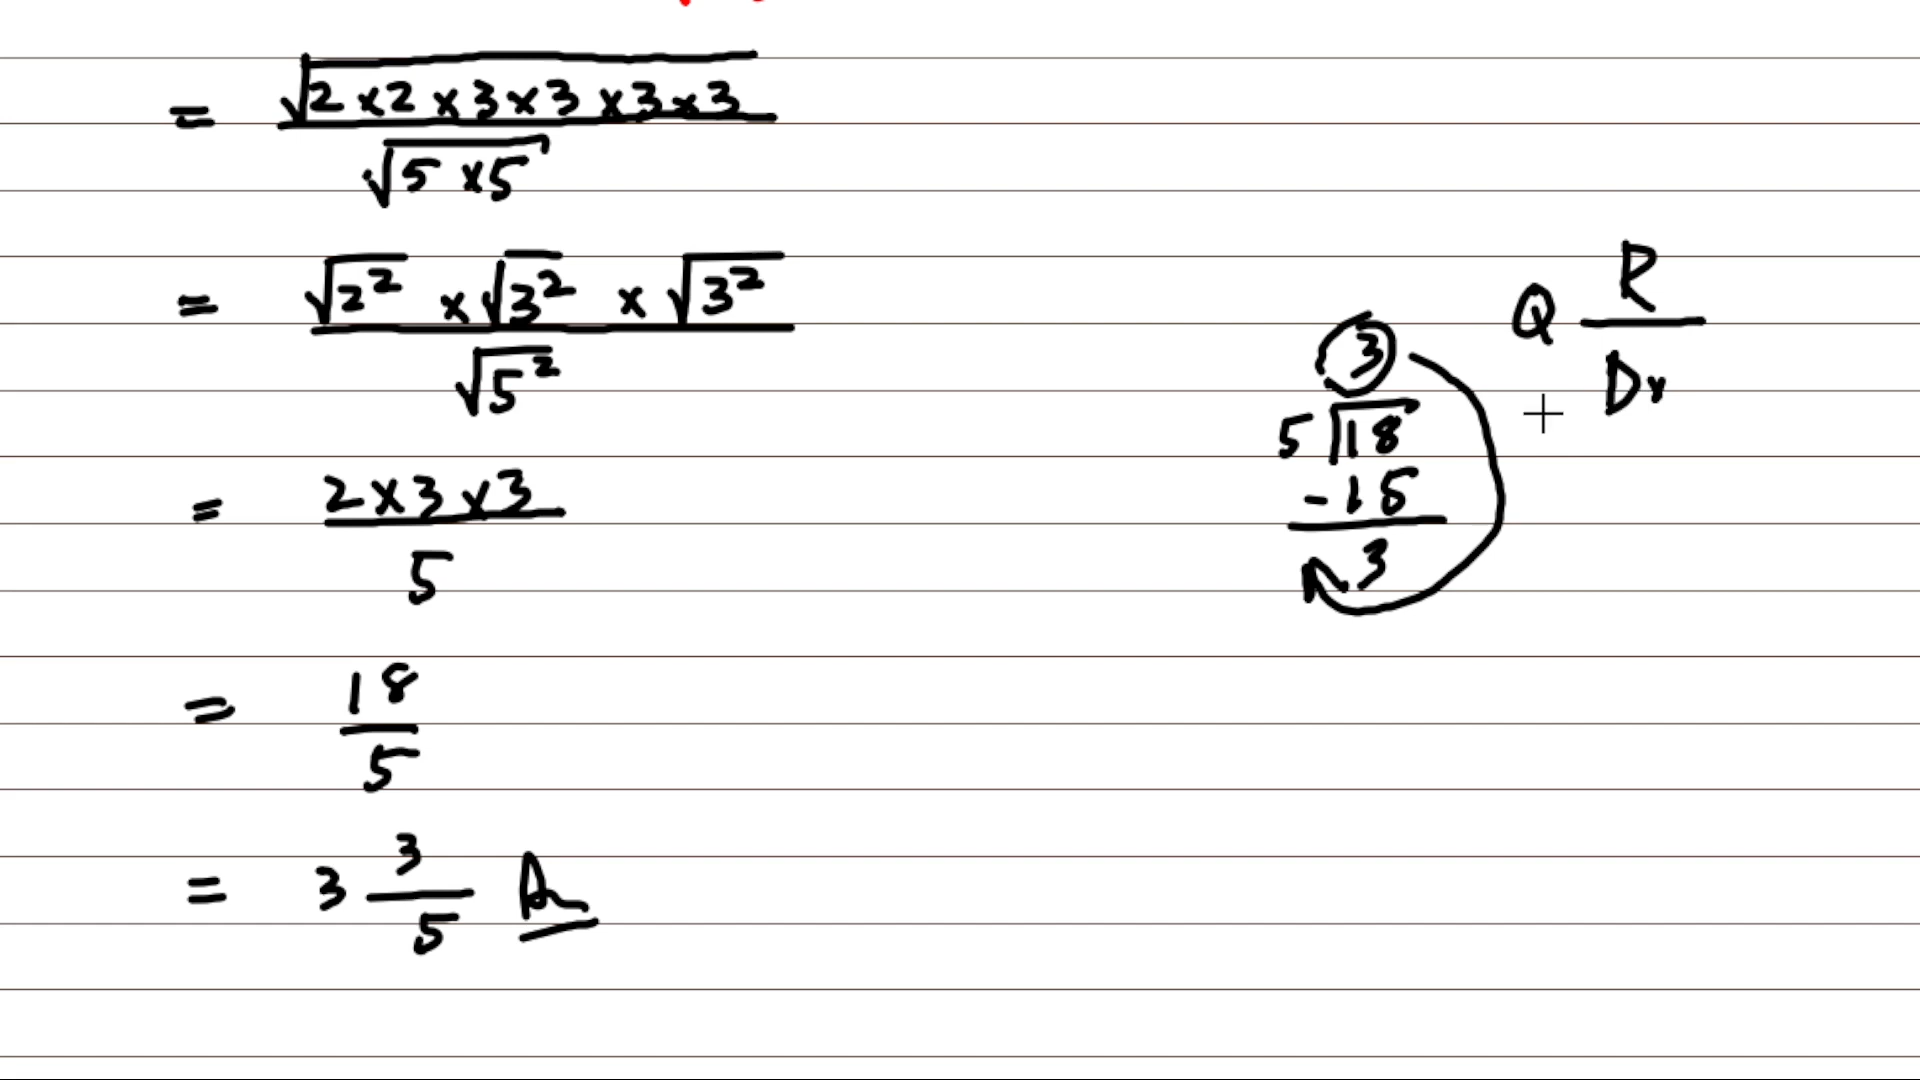 = √(2×2×3×3×3×3) / √(5×5)
= √2² × √3² × √3² / √5²
= 2×3×3 / 5
= 18/5
= 3 3/5 An
Q R/Dr
3
5 √18
-15
3